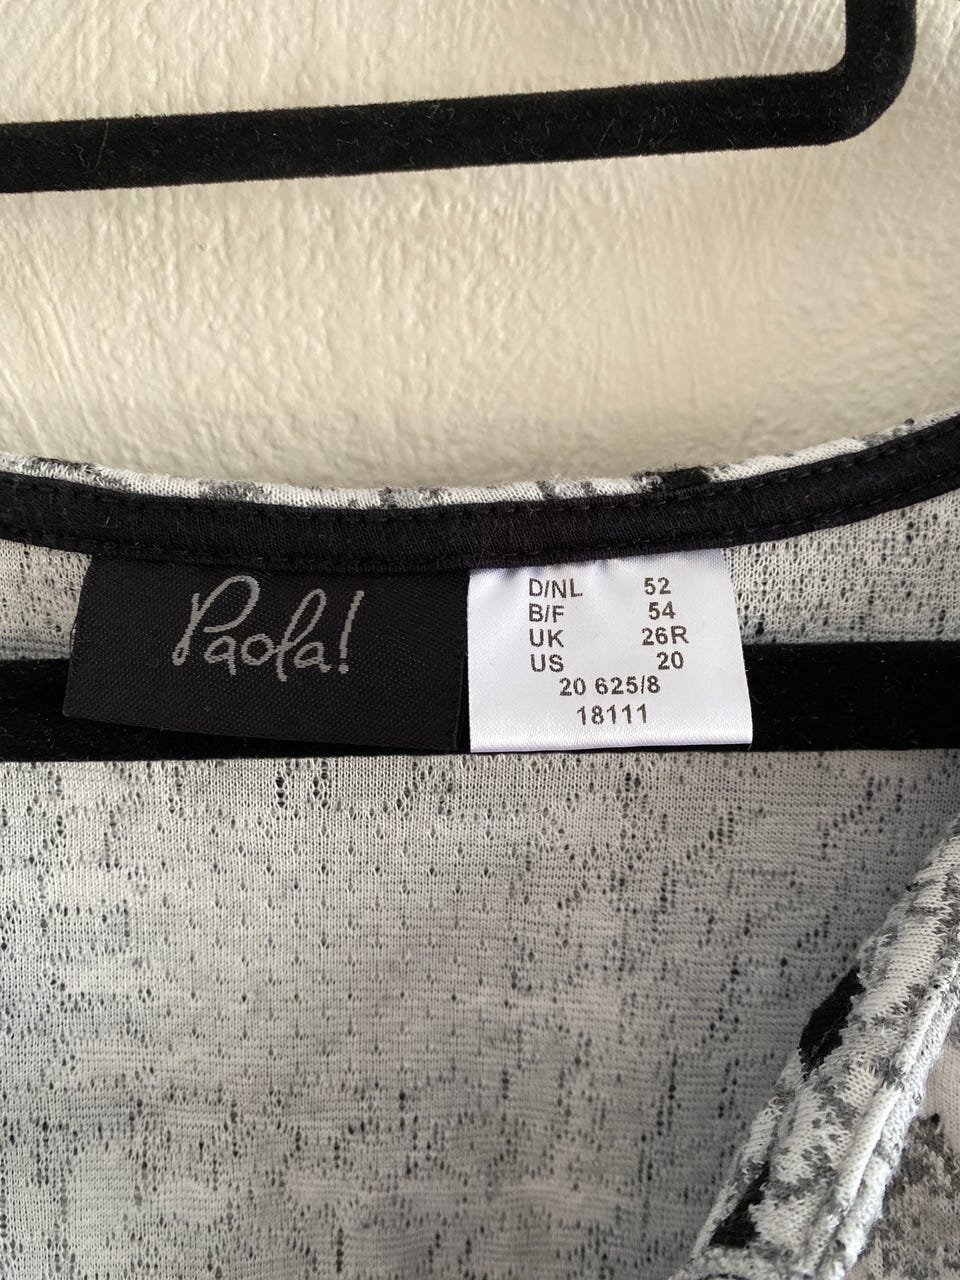 Paola!
D/NL 52
B/F 54
UK 26R
US 20
20 625/8
18111